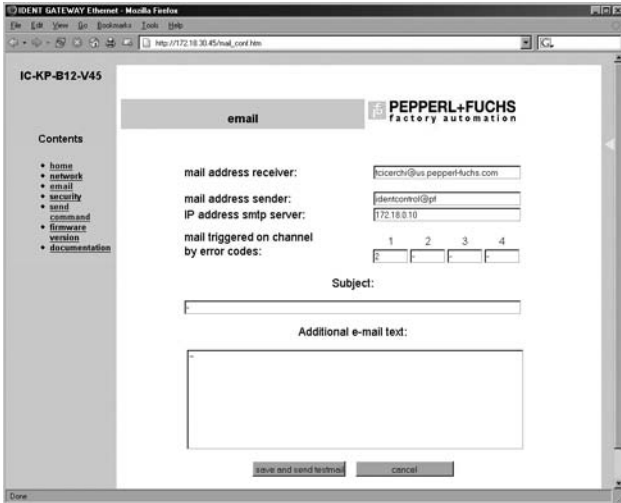 IDENT GATEWAY Ethernet - Mozilla Firefox
File Edit View Go Bookmarks Tools Help
http://172.18.30.45/mail_conf.htm
G
IC-KP-B12-V45
email
PEPPERL+FUCHS
factory automation
Contents
home
network
email
security
send
command
firmware
version
documentation
mail address receiver:
tcicerchi@us.pepperl-fuchs.com
mail address sender:
identcontrol@pf
IP address smtp server:
172.18.0.10
mail triggered on channel
by error codes:
1 2 3 4
2 - - -
Subject:
-
Additional e-mail text:
-
save and send testmail cancel
Done